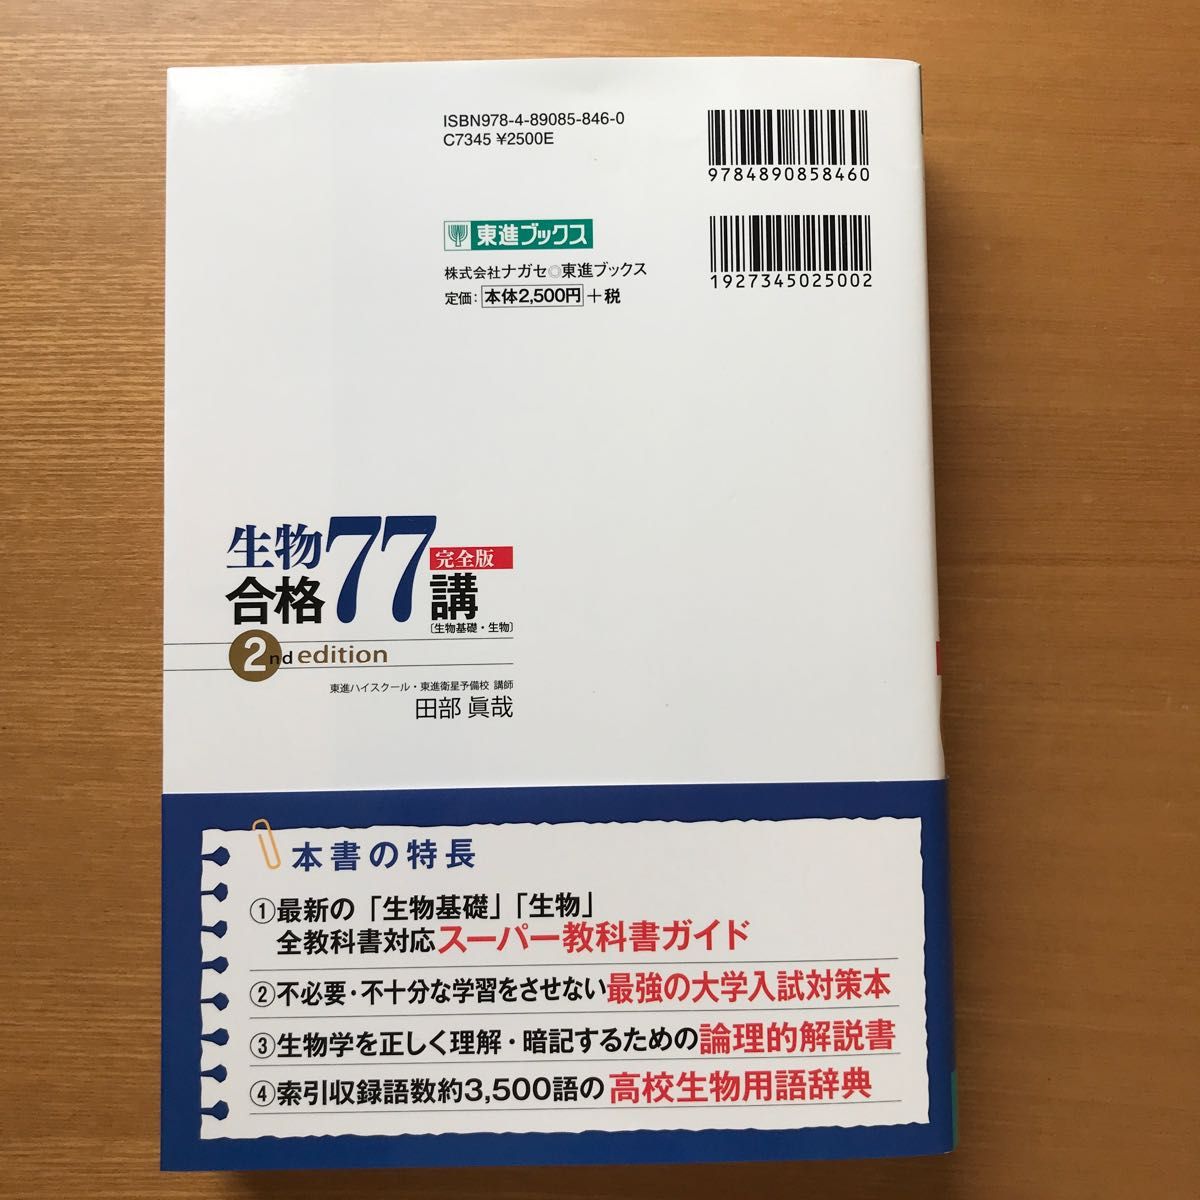 ISBN978-4-89085-846-0
C7345 ¥2500E
9784890858460
東進ブックス
株式会社ナガセ◎東進ブックス
定価: 本体2,500円 +税
1927345025002
生物77完全版
合格 講
〔生物基礎・生物〕
2nd edition
東進ハイスクール・東進衛星予備校 講師
田部 眞哉
本書の特長
①最新の「生物基礎」「生物」
全教科書対応スーパー教科書ガイド
②不必要・不十分な学習をさせない最強の大学入試対策本
③生物学を正しく理解・暗記するための論理的解説書
④索引収録語数約3,500語の高校生物用語辞典